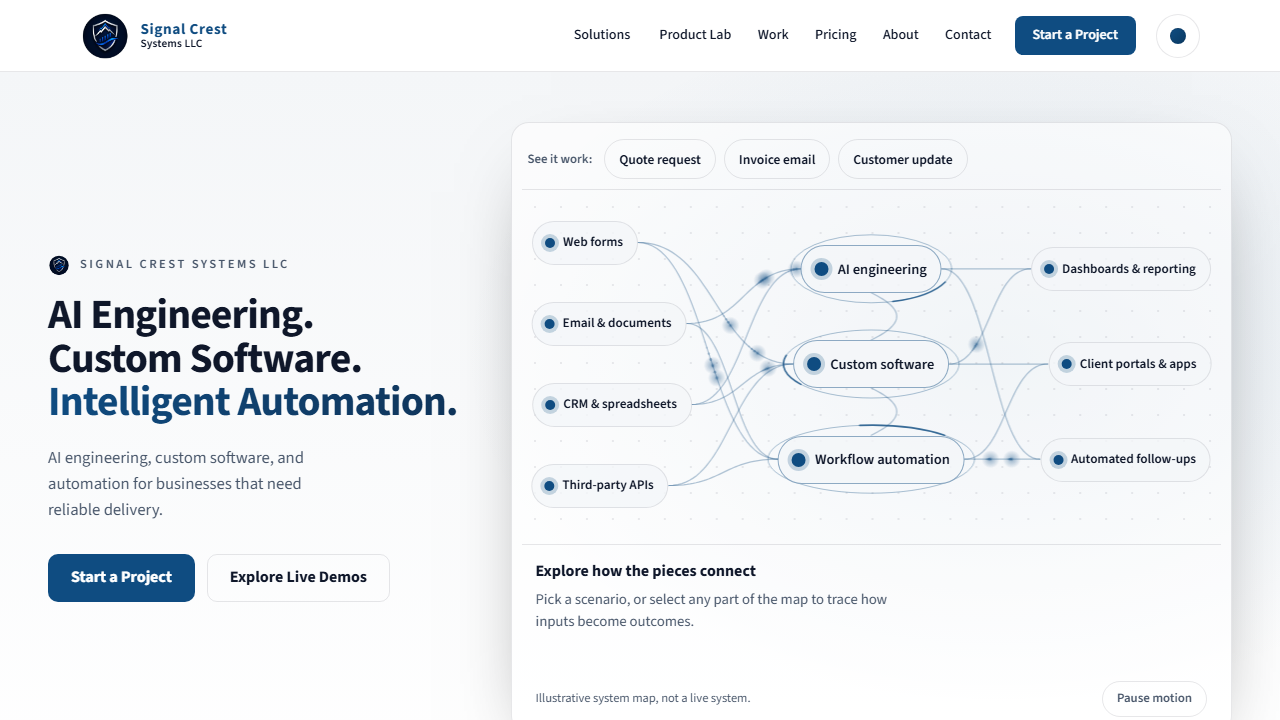 Signal Crest
Systems LLC
Solutions
Product Lab
Work
Pricing
About
Contact
Start a Project
SIGNAL CREST SYSTEMS LLC
AI Engineering.
Custom Software.
Intelligent Automation.
AI engineering, custom software, and
automation for businesses that need
reliable delivery.
Start a Project
Explore Live Demos
See it work:
Quote request
Invoice email
Customer update
Web forms
Email & documents
CRM & spreadsheets
Third-party APIs
AI engineering
Custom software
Workflow automation
Dashboards & reporting
Client portals & apps
Automated follow-ups
Explore how the pieces connect
Pick a scenario, or select any part of the map to trace how
inputs become outcomes.
Illustrative system map, not a live system.
Pause motion